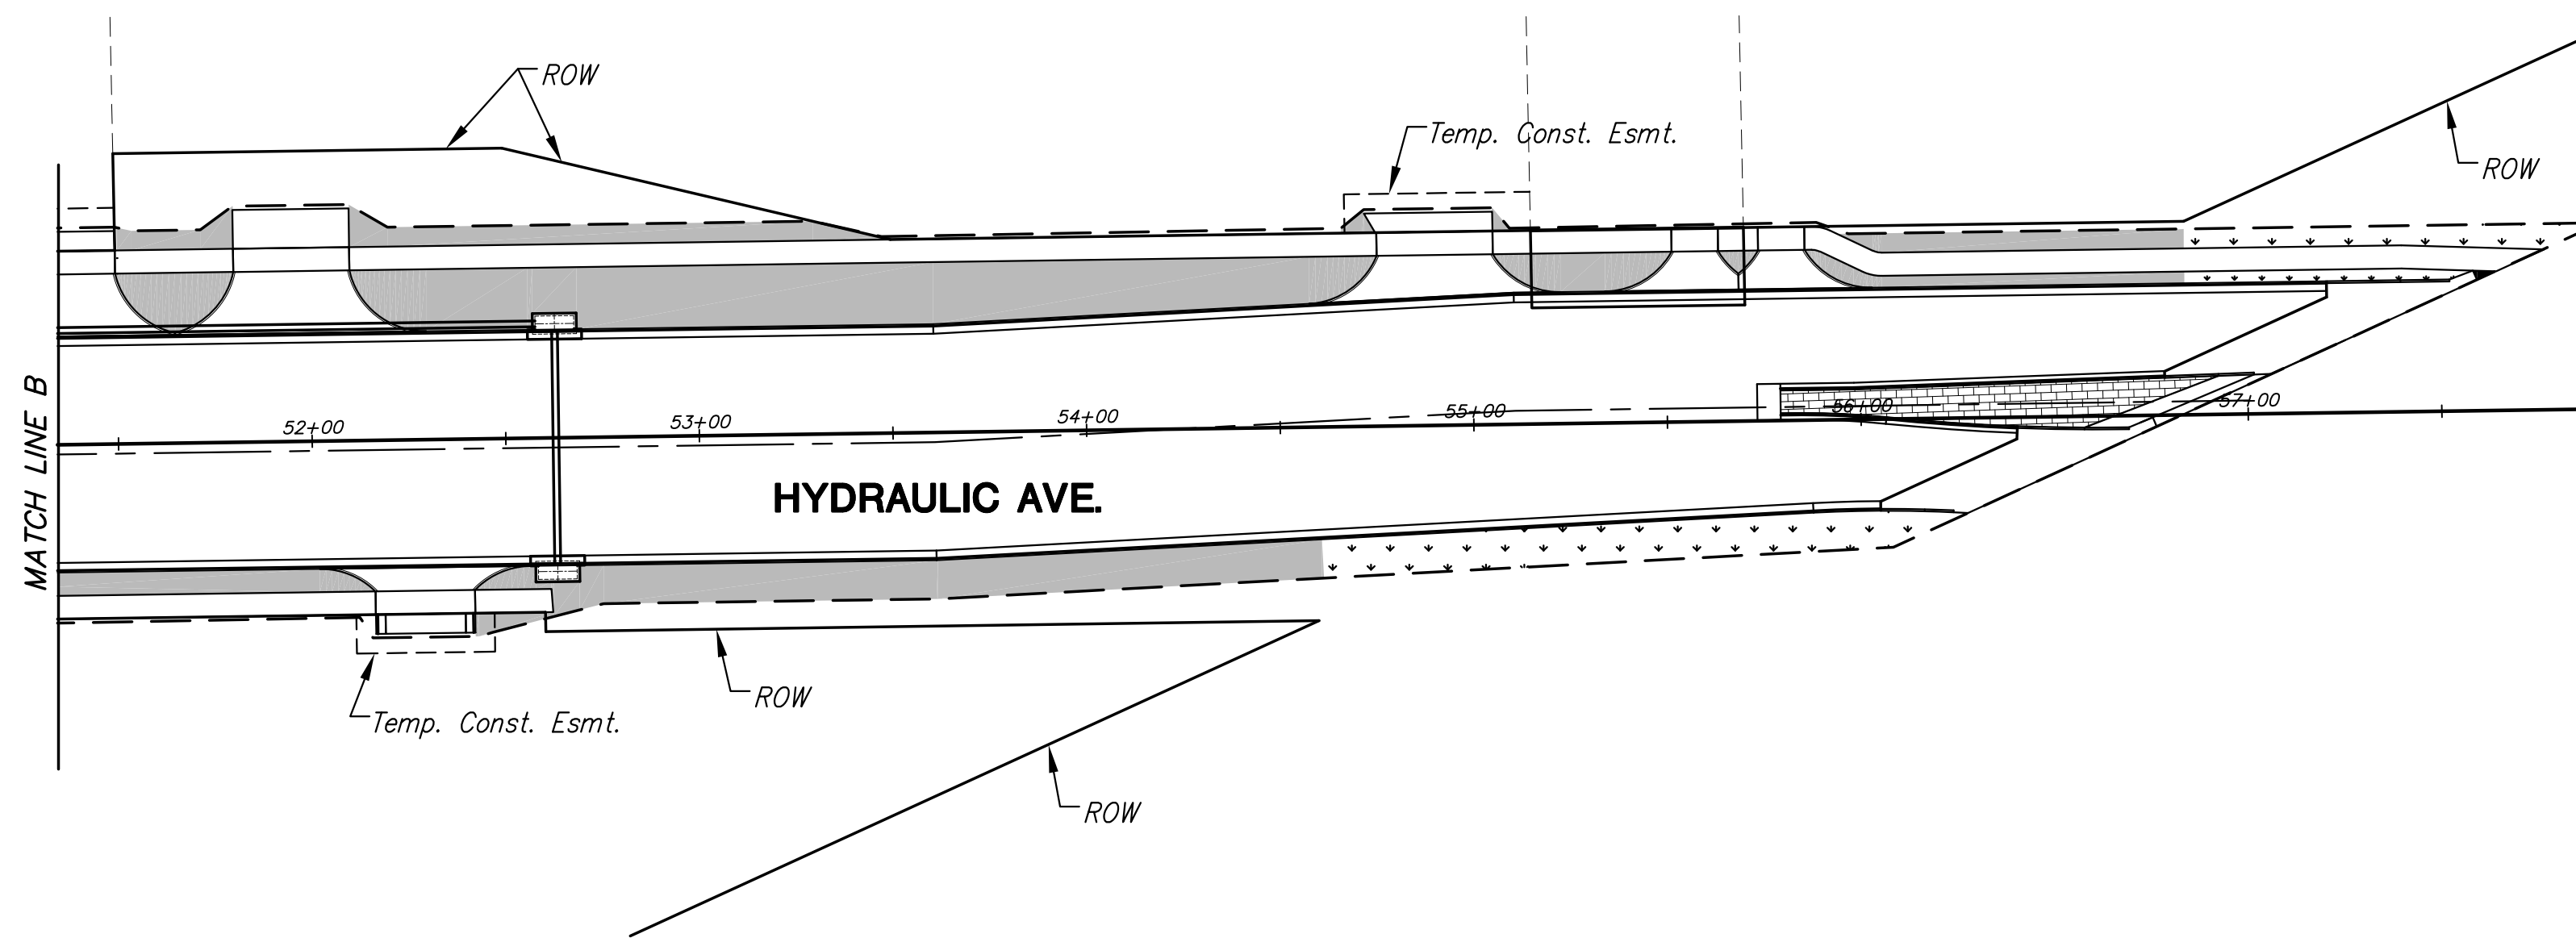 ROW
Temp. Const. Esmt.
ROW
MATCH LINE B
52+00
53+00
54+00
55+00
56+00
57+00
HYDRAULIC AVE.
ROW
Temp. Const. Esmt.
ROW